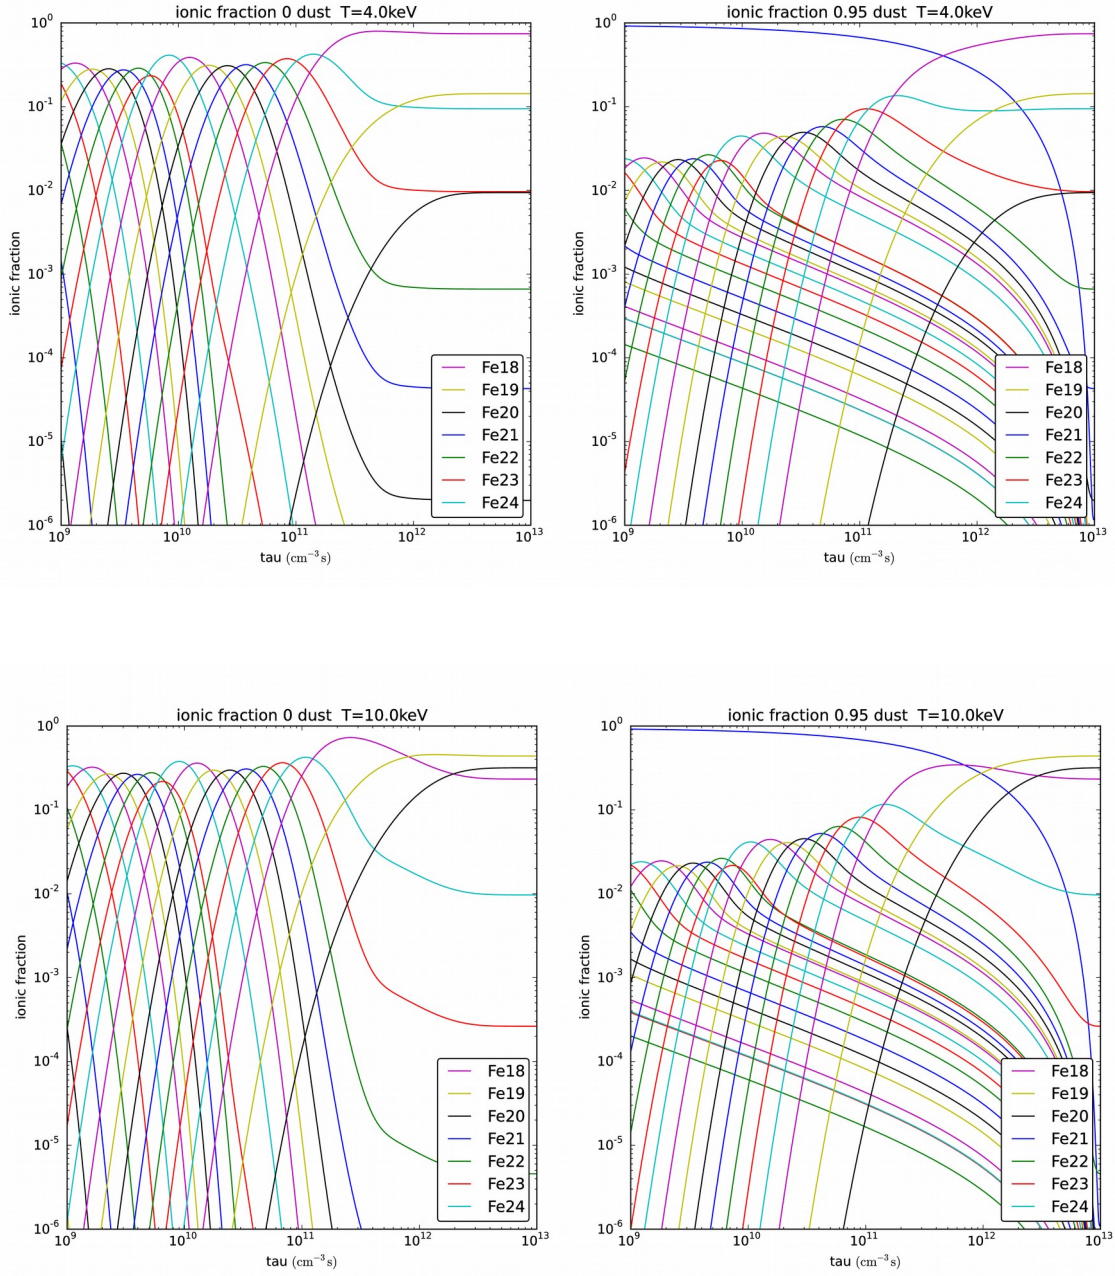 ionic fraction 0 dust T=4.0keV
ionic fraction
10^0
10^-1
10^-2
10^-3
10^-4
10^-5
10^-6
10^9
10^10
10^11
10^12
10^13
tau (cm^-3 s)
Fe18
Fe19
Fe20
Fe21
Fe22
Fe23
Fe24
ionic fraction 0.95 dust T=4.0keV
ionic fraction
10^0
10^-1
10^-2
10^-3
10^-4
10^-5
10^-6
10^9
10^10
10^11
10^12
10^13
tau (cm^-3 s)
Fe18
Fe19
Fe20
Fe21
Fe22
Fe23
Fe24
ionic fraction 0 dust T=10.0keV
ionic fraction
10^0
10^-1
10^-2
10^-3
10^-4
10^-5
10^-6
10^9
10^10
10^11
10^12
10^13
tau (cm^-3 s)
Fe18
Fe19
Fe20
Fe21
Fe22
Fe23
Fe24
ionic fraction 0.95 dust T=10.0keV
ionic fraction
10^0
10^-1
10^-2
10^-3
10^-4
10^-5
10^-6
10^9
10^10
10^11
10^12
10^13
tau (cm^-3 s)
Fe18
Fe19
Fe20
Fe21
Fe22
Fe23
Fe24